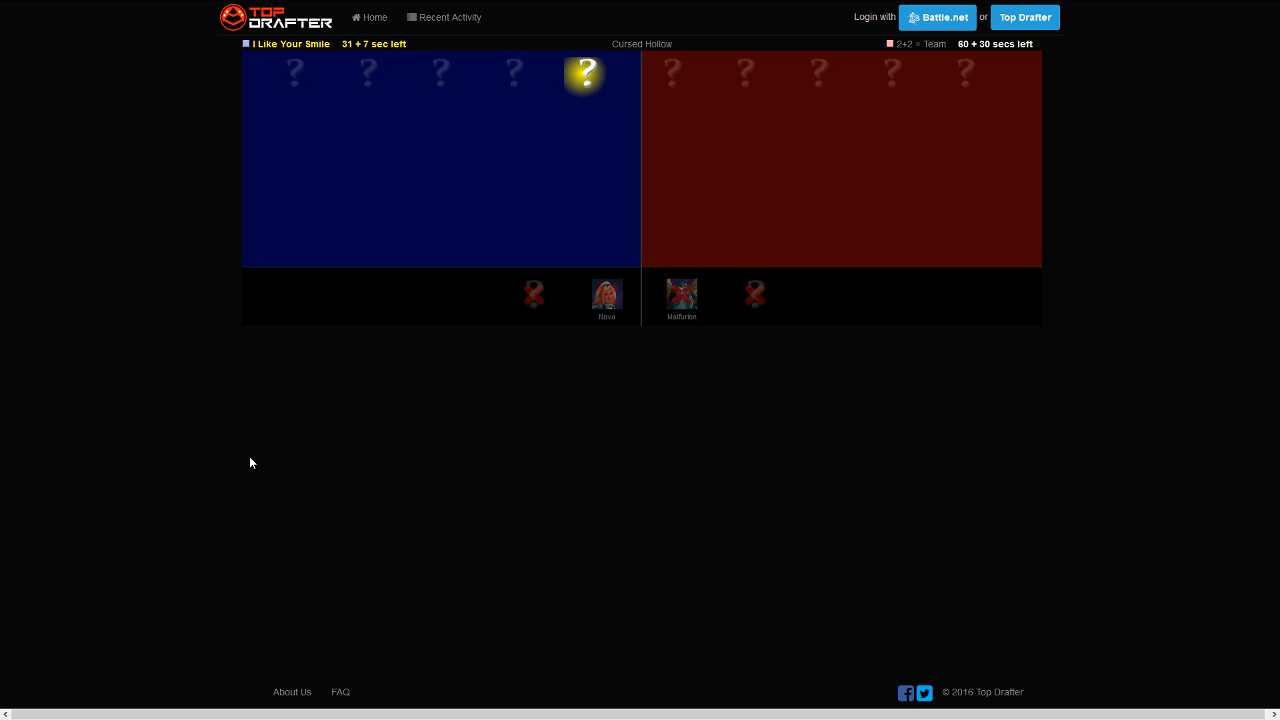 TOP DRAFTER
Home Recent Activity Login with Battle.net or Top Drafter
I Like Your Smile 31 + 7 sec left Cursed Hollow 2+2 = Team 60 + 30 secs left
? ? ? ? ? ? ? ? ? ?
Nova Malfurion
About Us FAQ © 2016 Top Drafter